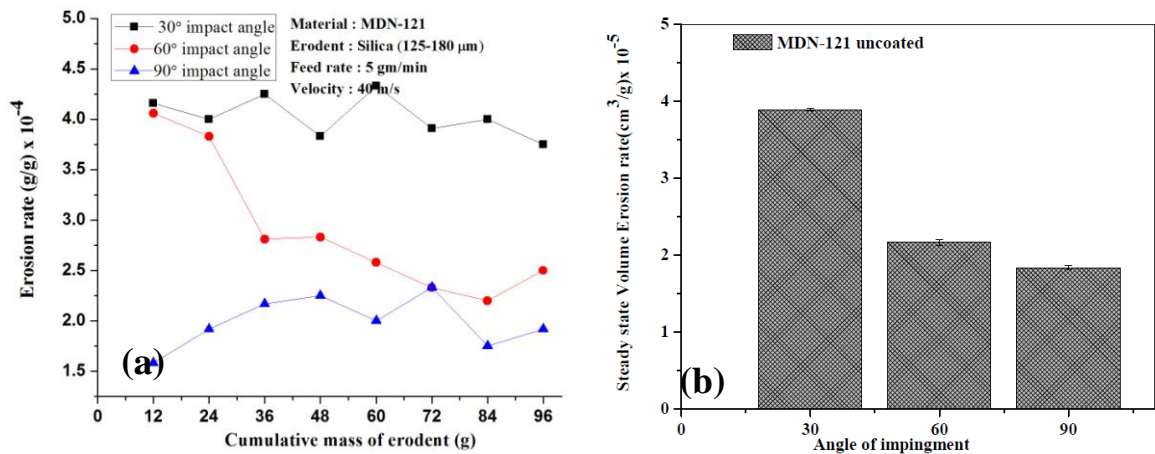 30° impact angle
60° impact angle
90° impact angle
Material : MDN-121
Erodent : Silica (125-180 μm)
Feed rate : 5 gm/min
Velocity : 40 m/s
Erosion rate (g/g) x 10⁻⁴
5.0
4.5
4.0
3.5
3.0
2.5
2.0
1.5
(a)
0 12 24 36 48 60 72 84 96
Cumulative mass of erodent (g)
MDN-121 uncoated
Steady state Volume Erosion rate(cm³/g)x 10⁻⁵
5
4
3
2
1
0
(b)
0 30 60 90
Angle of impingment